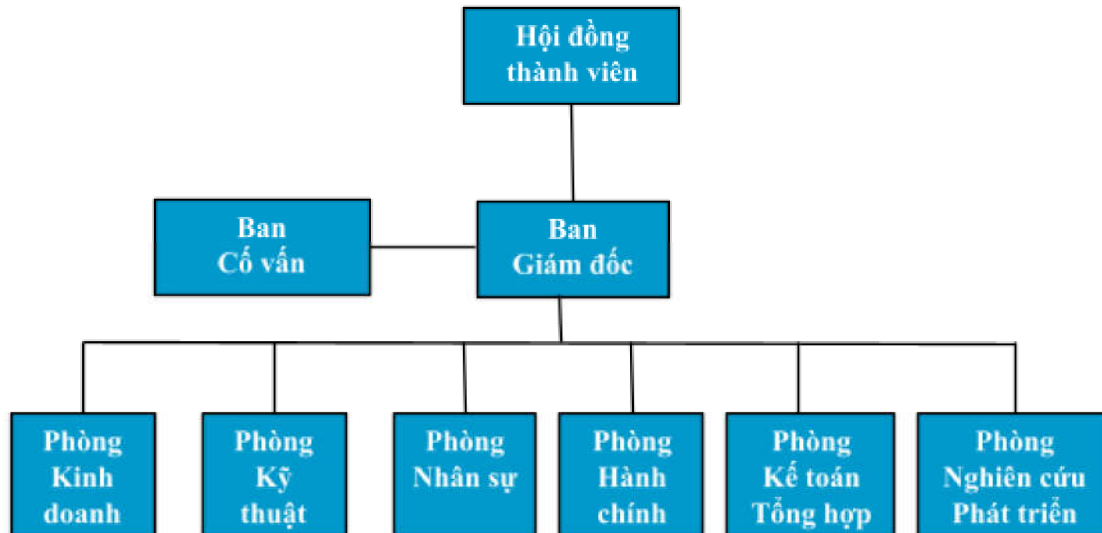 Hội đồng
thành viên
Ban
Cố vấn
Ban
Giám đốc
Phòng
Kinh
doanh
Phòng
Kỹ
thuật
Phòng
Nhân sự
Phòng
Hành
chính
Phòng
Kế toán
Tổng hợp
Phòng
Nghiên cứu
Phát triển